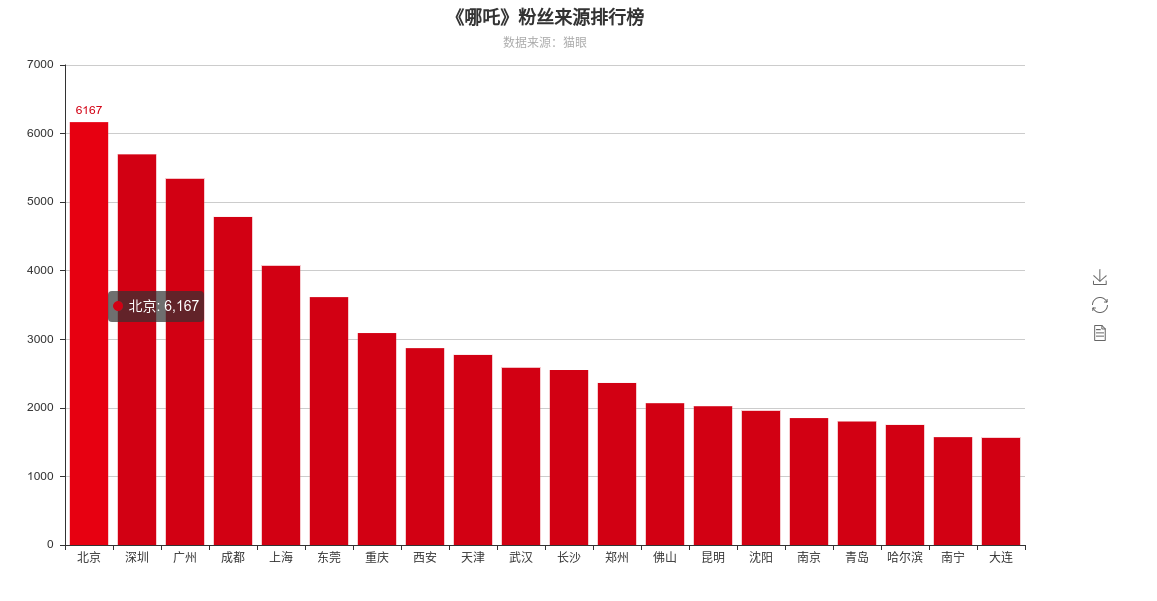 《哪吒》粉丝来源排行榜
数据来源：猫眼
7000
6167
6000
5000
4000
北京: 6,167
3000
2000
1000
0
北京 深圳 广州 成都 上海 东莞 重庆 西安 天津 武汉 长沙 郑州 佛山 昆明 沈阳 南京 青岛 哈尔滨 南宁 大连